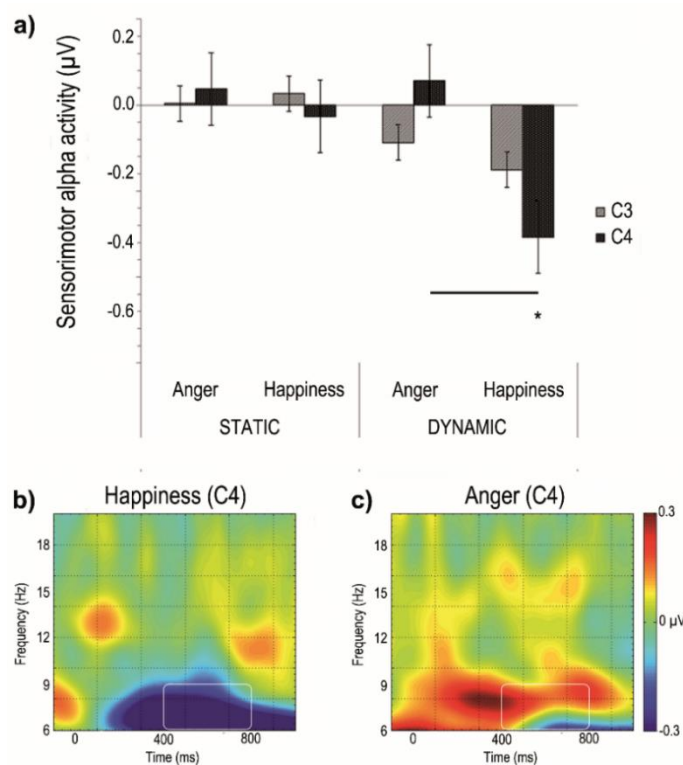 a)
Sensorimotor alpha activity (µV)
0.2
0.0
-0.2
-0.4
-0.6
C3
C4
*
Anger Happiness Anger Happiness
STATIC DYNAMIC
b) Happiness (C4)
Frequency (Hz)
18
15
12
9
6
0 400 800
Time (ms)
c) Anger (C4)
Frequency (Hz)
18
15
12
9
6
0 400 800
Time (ms)
0.3
0 µV
-0.3